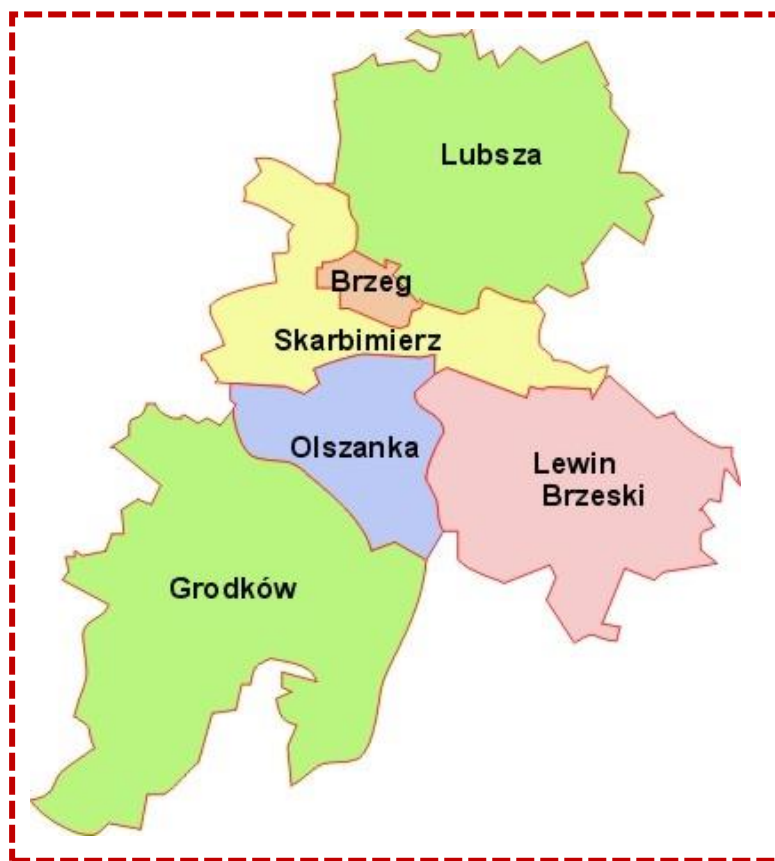 Lubsza
Brzeg
Skarbimierz
Olszanka
Lewin
Brzeski
Grodków